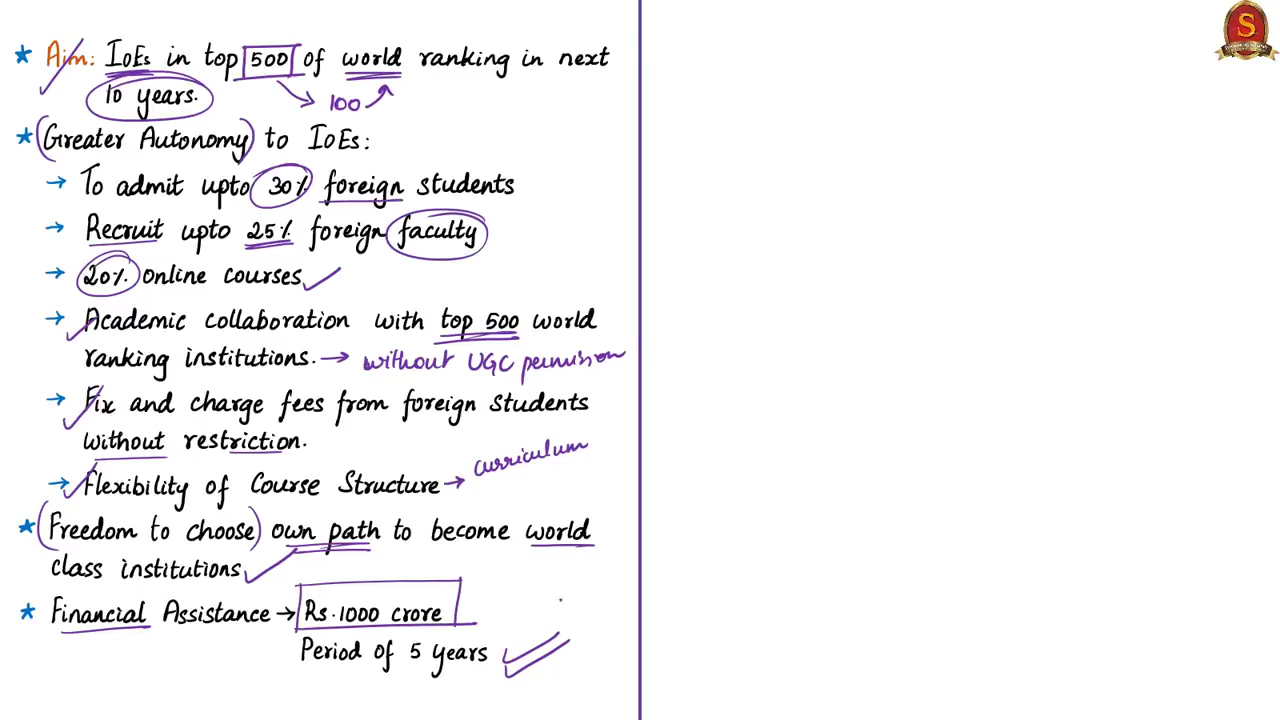 * Aim: IoEs in top 500 of world ranking in next
10 years.
100
* (Greater Autonomy) to IoEs:
→ To admit upto 30% foreign students
→ Recruit upto 25% foreign faculty
→ 20% online courses
→ Academic collaboration with top 500 world
ranking institutions. → without UGC permission
→ Fix and charge fees from foreign students
without restriction.
curriculum
→ Flexibility of Course Structure →
* (Freedom to choose) own path to become world
class institutions
* Financial Assistance → Rs.1000 crore
Period of 5 years
S